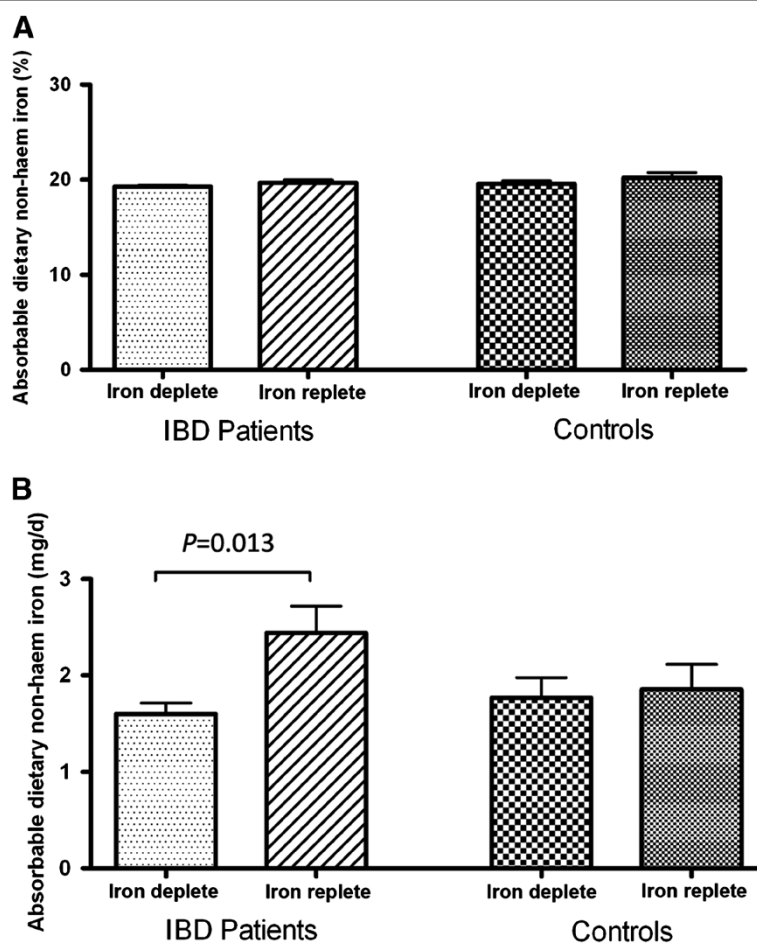 A
Absorbable dietary non-haem iron (%)
30
20
10
0
Iron deplete Iron replete Iron deplete Iron replete
IBD Patients Controls
B
Absorbable dietary non-haem iron (mg/d)
P=0.013
3
2
1
0
Iron deplete Iron replete Iron deplete Iron replete
IBD Patients Controls